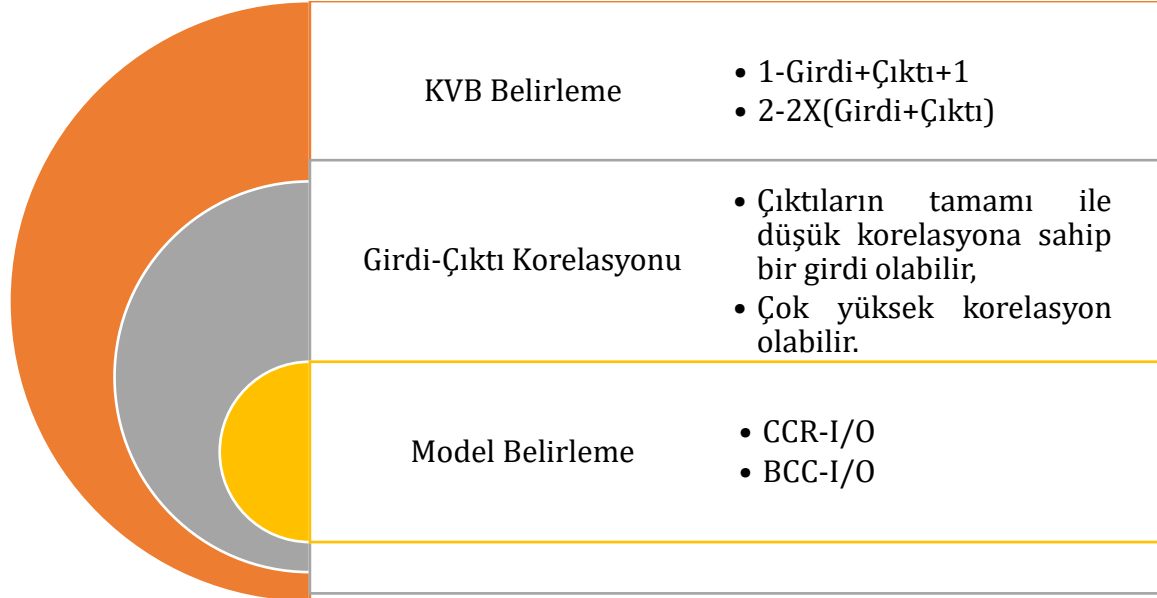 KVB Belirleme
• 1-Girdi+Çıktı+1
• 2-2X(Girdi+Çıktı)
Girdi-Çıktı Korelasyonu
• Çıktıların tamamı ile
düşük korelasyona sahip
bir girdi olabilir,
• Çok yüksek korelasyon
olabilir.
Model Belirleme
• CCR-I/O
• BCC-I/O